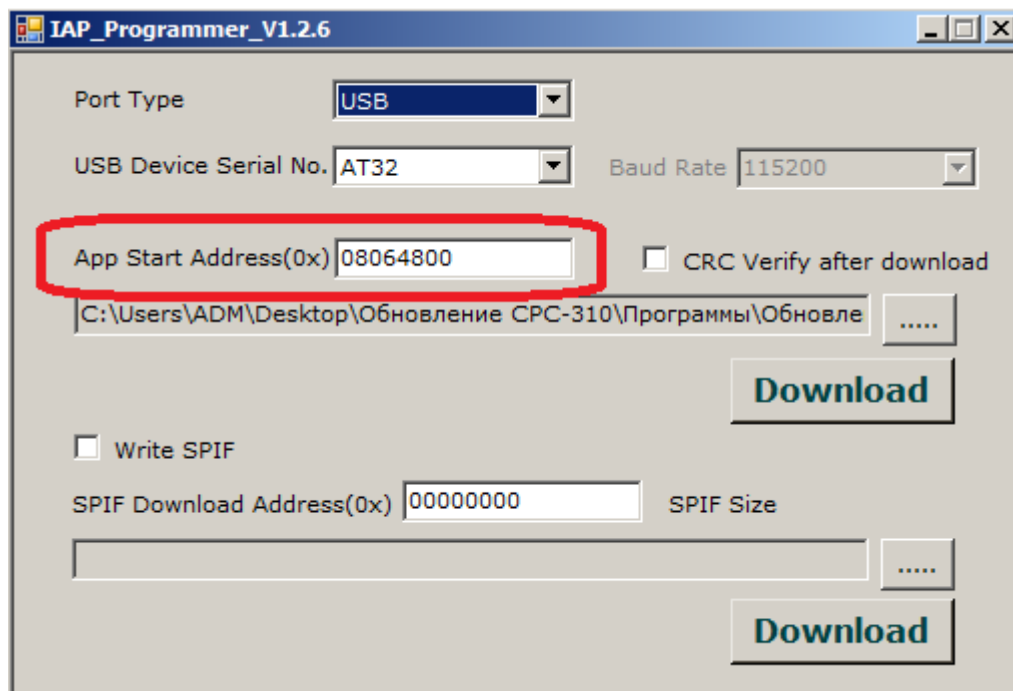 IAP_Programmer_V1.2.6
Port Type USB
USB Device Serial No. AT32 Baud Rate 115200
App Start Address(0x) 08064800 CRC Verify after download
C:\Users\ADM\Desktop\Обновление СРС-310\Программы\Обновле .....
Download
Write SPIF
SPIF Download Address(0x) 00000000 SPIF Size
.....
Download